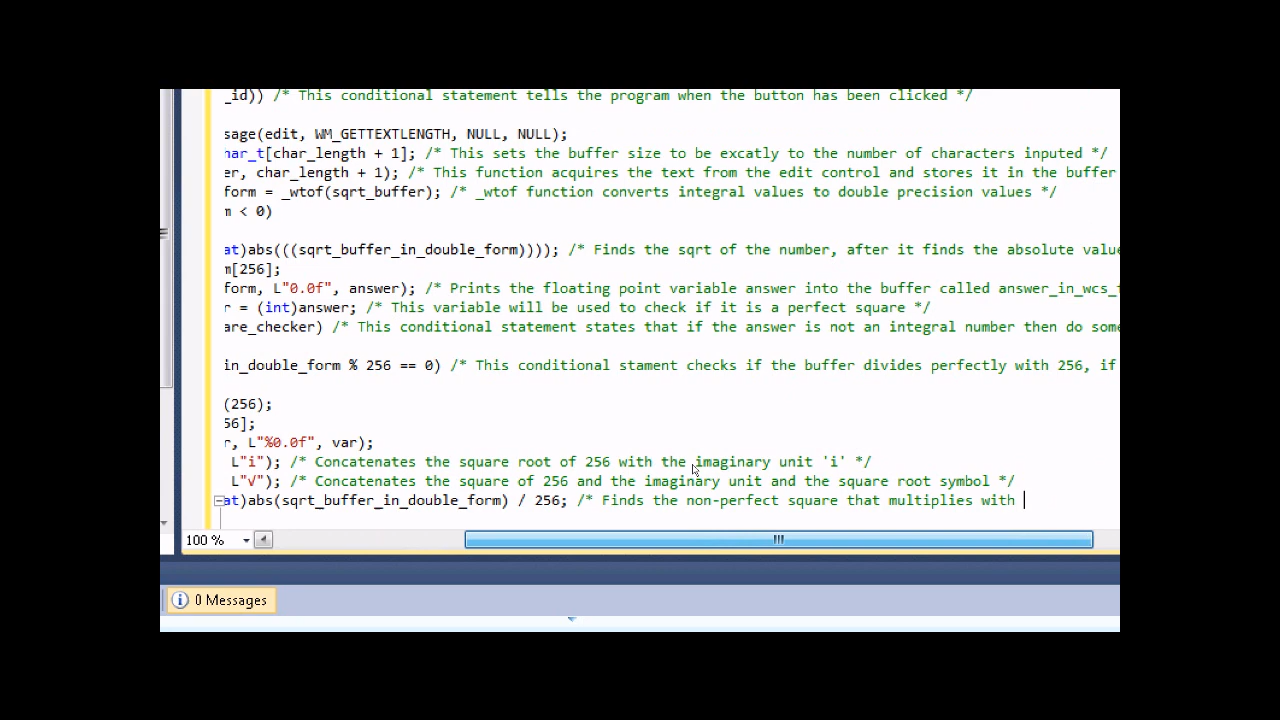 _id)) /* This conditional statement tells the program when the button has been clicked */
sage(edit, WM_GETTEXTLENGTH, NULL, NULL);
har_t[char_length + 1]; /* This sets the buffer size to be excatly to the number of characters inputed */
er, char_length + 1); /* This function acquires the text from the edit control and stores it in the buffer
form = _wtof(sqrt_buffer); /* _wtof function converts integral values to double precision values */
m < 0)
at)abs(((sqrt_buffer_in_double_form)))); /* Finds the sqrt of the number, after it finds the absolute value
m[256];
form, L"0.0f", answer); /* Prints the floating point variable answer into the buffer called answer_in_wcs_f
r = (int)answer; /* This variable will be used to check if it is a perfect square */
are_checker) /* This conditional statement states that if the answer is not an integral number then do some
in_double_form % 256 == 0) /* This conditional stament checks if the buffer divides perfectly with 256, if
(256);
56];
r, L"%0.0f", var);
L"i"); /* Concatenates the square root of 256 with the imaginary unit 'i' */
L"√"); /* Concatenates the square of 256 and the imaginary unit and the square root symbol */
at)abs(sqrt_buffer_in_double_form) / 256; /* Finds the non-perfect square that multiplies with
100 %
0 Messages